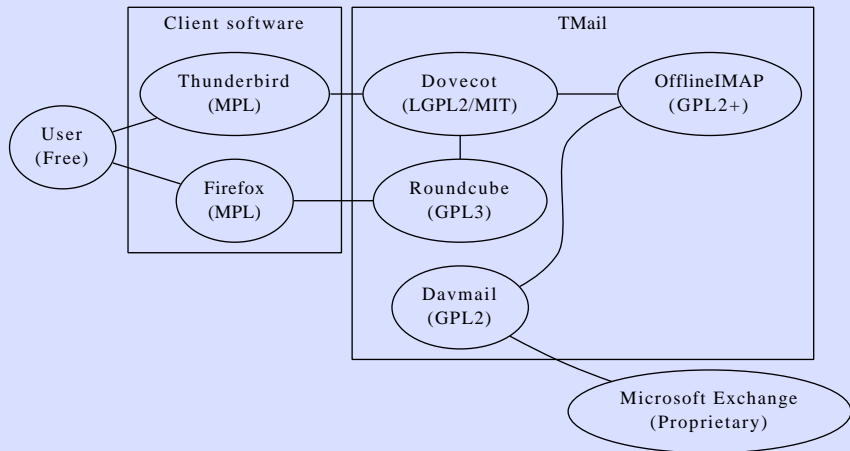 Client software
TMail
Thunderbird
(MPL)
Dovecot
(LGPL2/MIT)
OfflineIMAP
(GPL2+)
User
(Free)
Firefox
(MPL)
Roundcube
(GPL3)
Davmail
(GPL2)
Microsoft Exchange
(Proprietary)